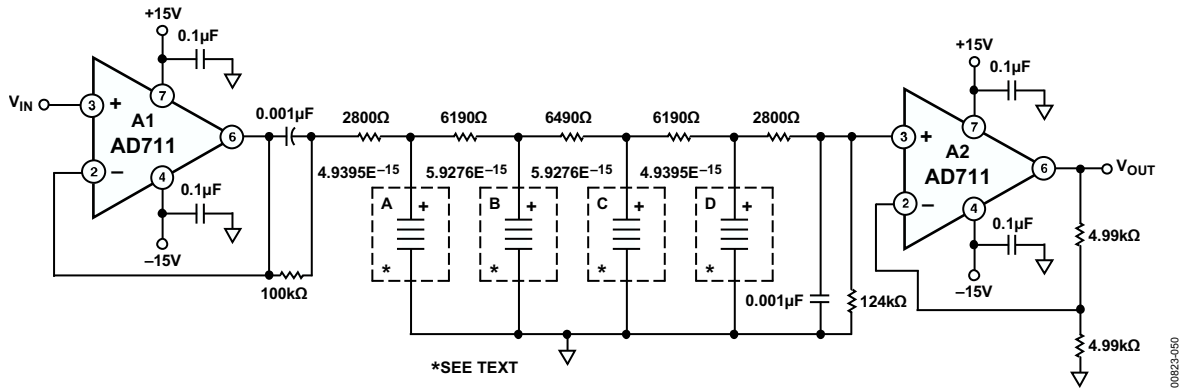 +15V
0.1µF
V_IN
3
+
7
A1
AD711
6
2
–
4
0.1µF
–15V
0.001µF
100kΩ
2800Ω
6190Ω
6490Ω
6190Ω
2800Ω
4.9395E⁻¹⁵
5.9276E⁻¹⁵
5.9276E⁻¹⁵
4.9395E⁻¹⁵
A
+
*
B
+
*
C
+
*
D
+
*
0.001µF
124kΩ
*SEE TEXT
+15V
0.1µF
3
+
7
A2
AD711
6
V_OUT
2
–
4
0.1µF
–15V
4.99kΩ
4.99kΩ
00823-050